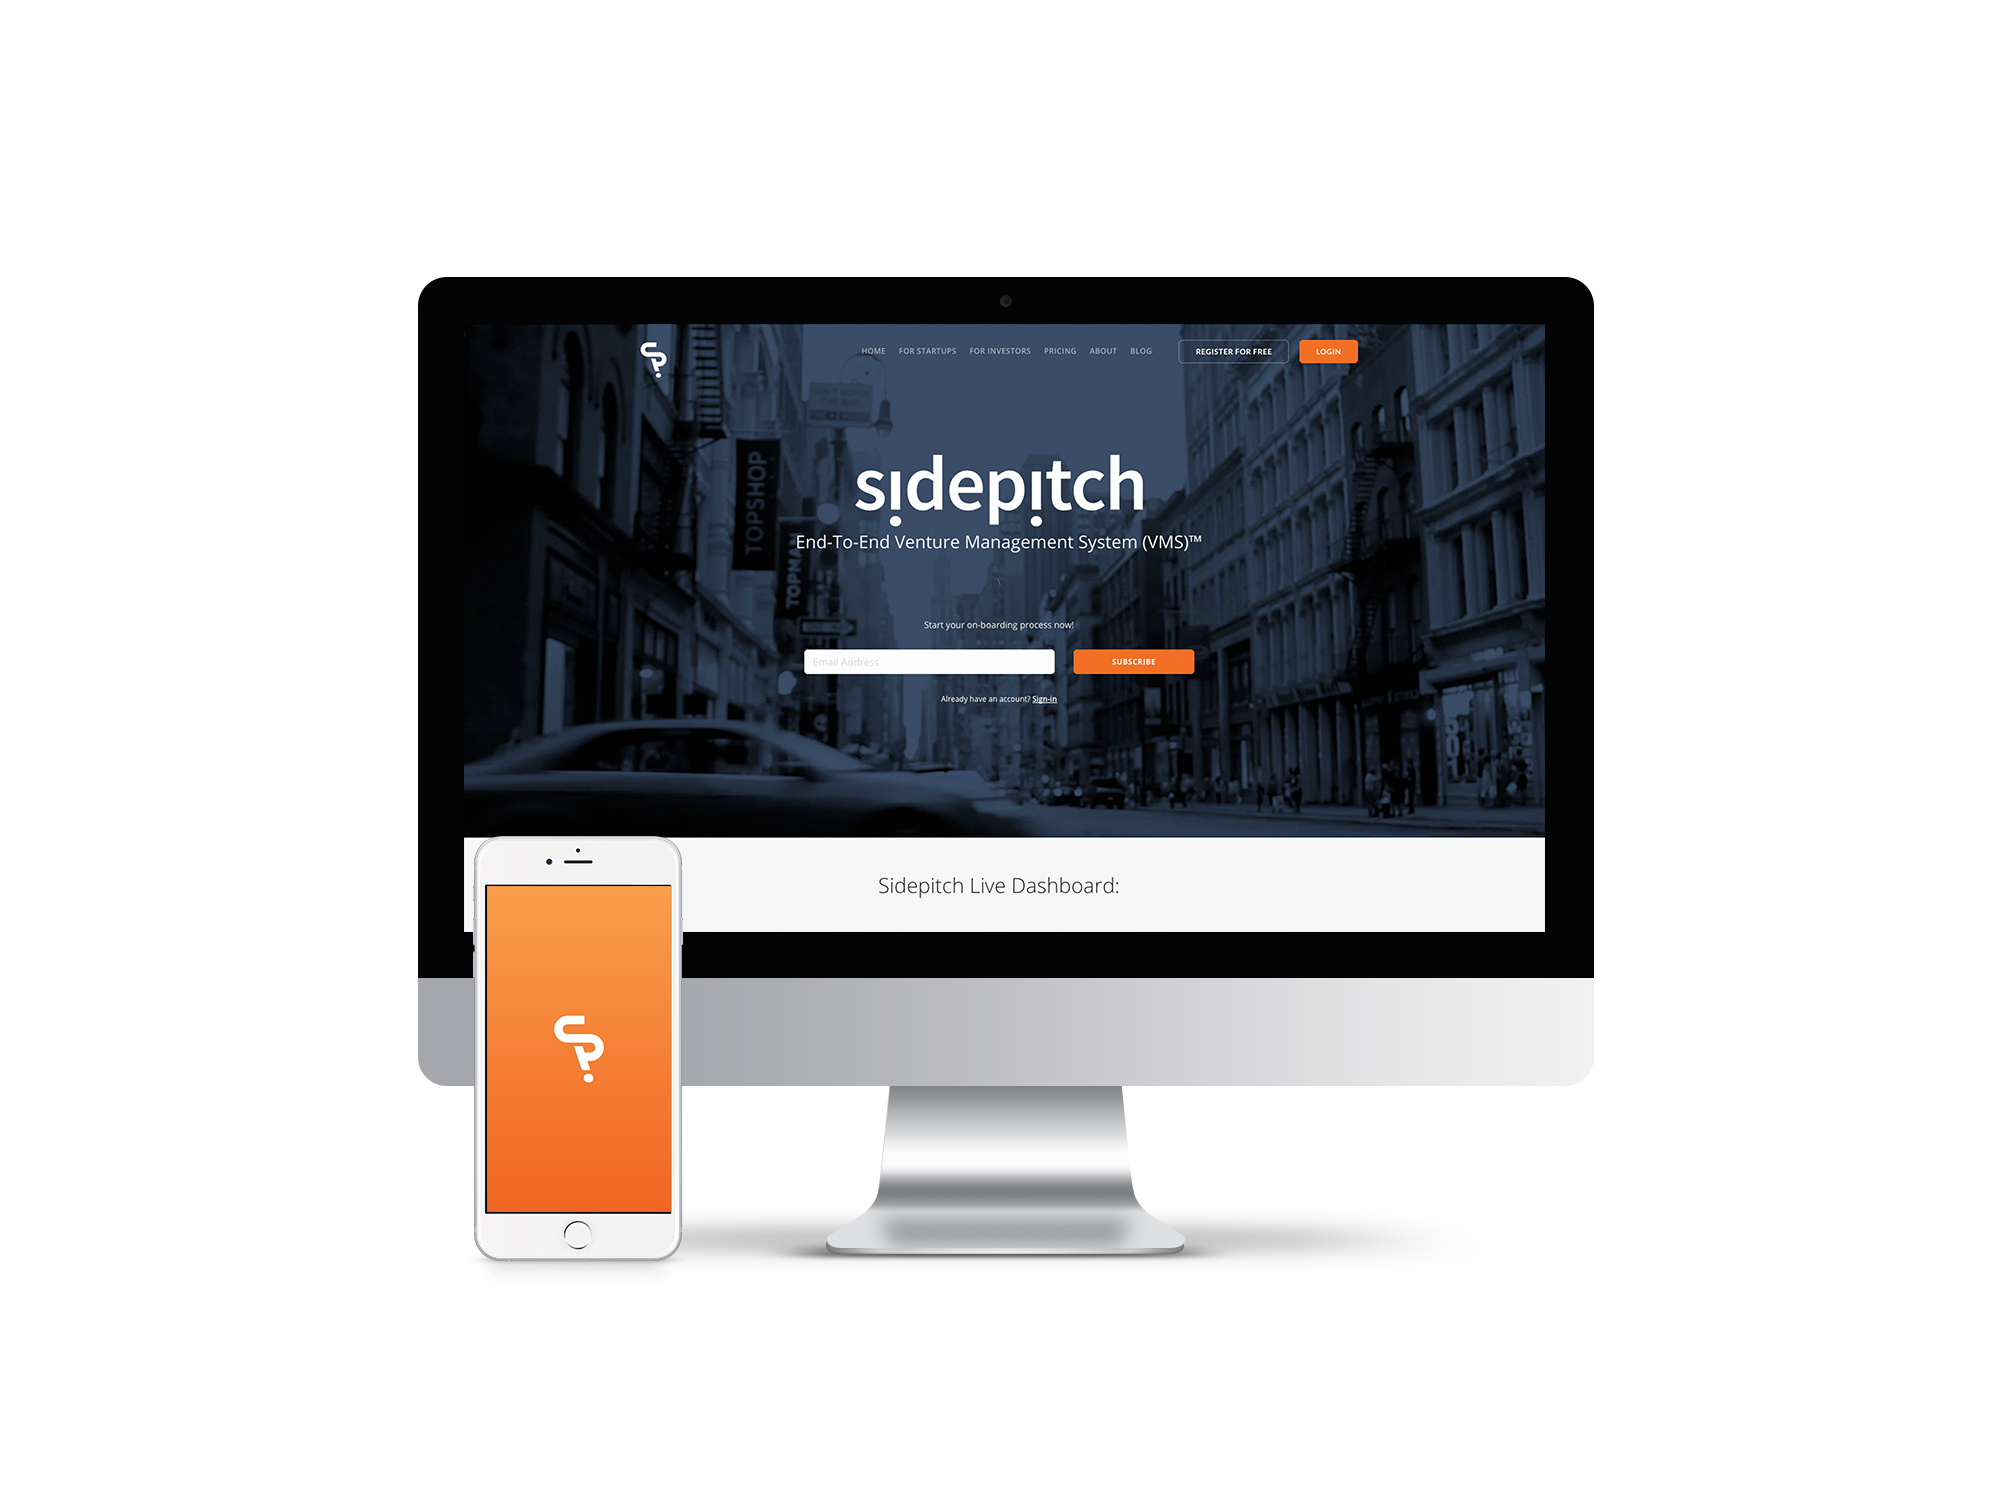 HOME FOR STARTUPS FOR INVESTORS PRICING ABOUT BLOG REGISTER FOR FREE LOGIN
sidepitch
End-To-End Venture Management System (VMS)™
TOPSHOP
TOPMAN
Start your on-boarding process now!
Email Address SUBSCRIBE
Already have an account? Sign-in
Sidepitch Live Dashboard: